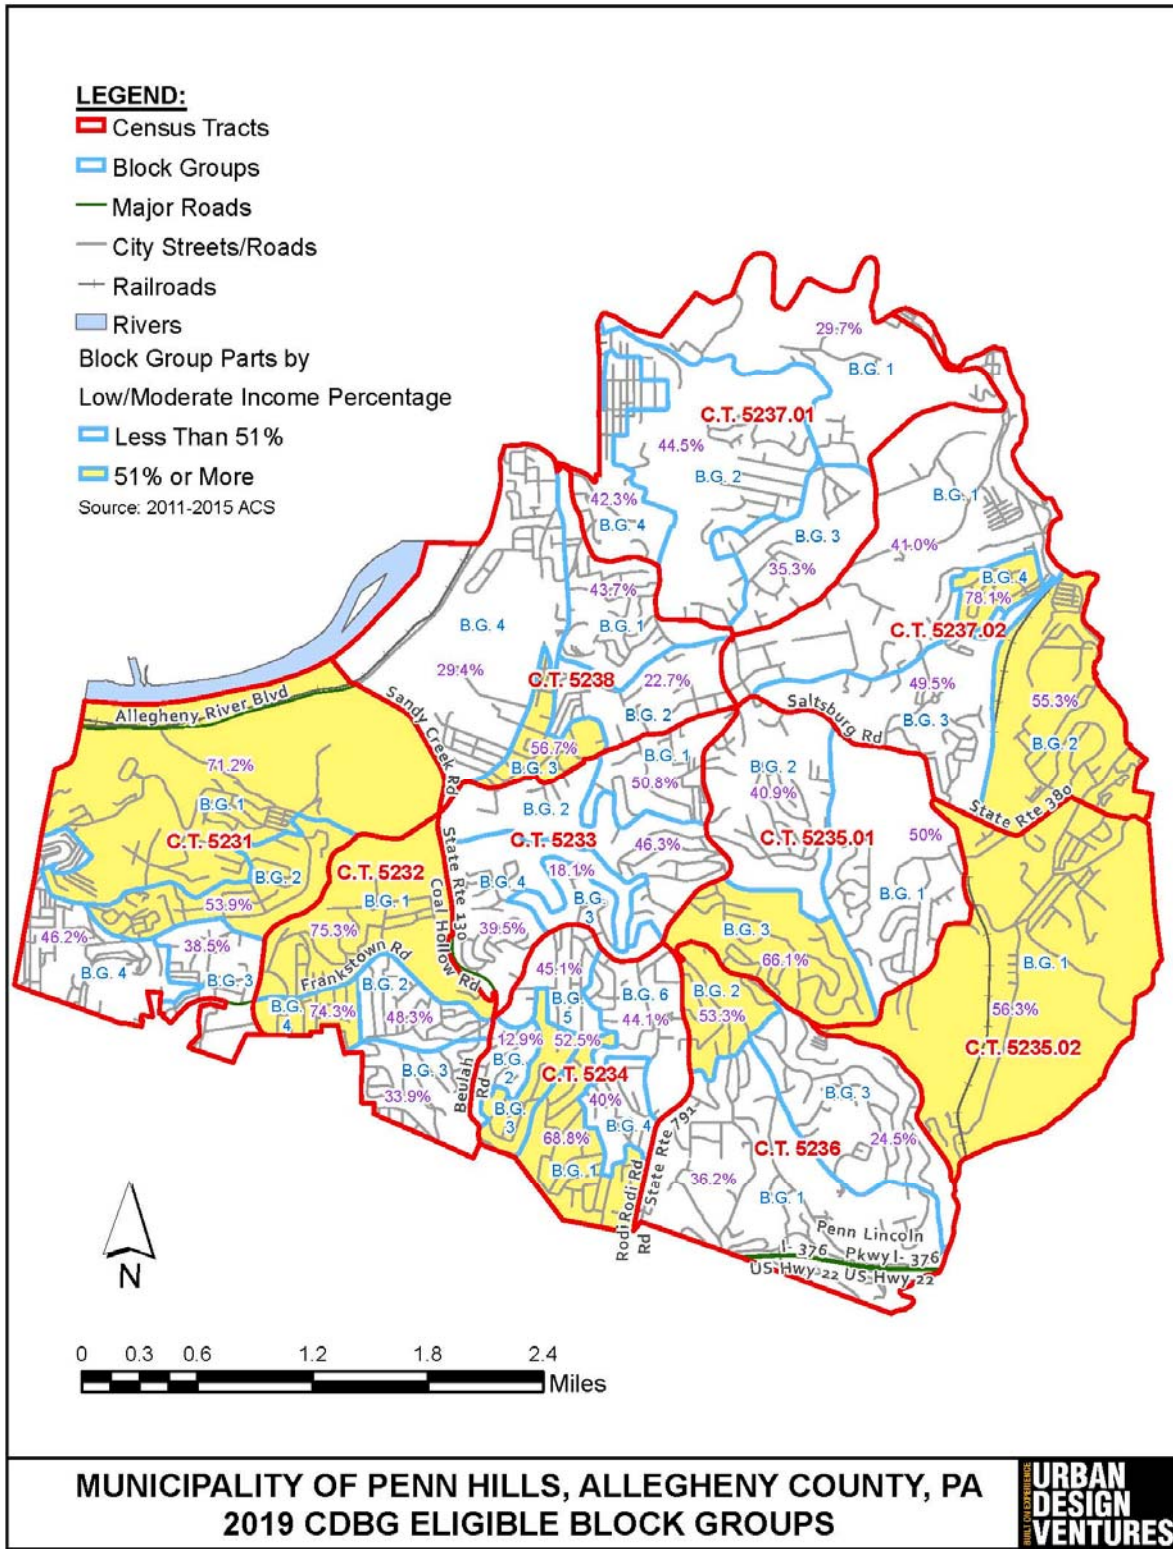 LEGEND:
Census Tracts
Block Groups
Major Roads
City Streets/Roads
Railroads
Rivers
Block Group Parts by
Low/Moderate Income Percentage
Less Than 51%
51% or More
Source: 2011-2015 ACS
29.7%
B.G. 1
C.T. 5237.01
44.5%
B.G. 2
42.3%
B.G. 4
B.G. 3
35.3%
B.G. 1
41.0%
B.G. 4
78.1%
C.T. 5237.02
49.5%
B.G. 3
55.3%
B.G. 2
43.7%
B.G. 1
B.G. 4
29.4%
C.T. 5238
22.7%
B.G. 2
56.7%
B.G. 3
Saltsburg Rd
State Rte 380
Allegheny River Blvd
Sandy Creek Rd
71.2%
B.G. 1
C.T. 5231
B.G. 2
53.9%
46.2%
B.G. 4
38.5%
B.G. 3
C.T. 5232
B.G. 1
75.3%
Frankstown Rd
B.G. 2
48.3%
B.G. 4
74.3%
B.G. 3
33.9%
State Rte 130
Coal Hollow Rd
Beulah Rd
B.G. 1
50.8%
B.G. 2
C.T. 5233
46.3%
18.1%
B.G. 3
B.G. 4
39.5%
B.G. 2
40.9%
C.T. 5235.01
50%
B.G. 1
B.G. 3
66.1%
B.G. 1
56.3%
C.T. 5235.02
45.1%
B.G. 5
B.G. 6
44.1%
12.9%
52.5%
B.G. 2
C.T. 5234
B.G. 3
40%
B.G. 4
68.8%
B.G. 1
B.G. 2
53.3%
B.G. 3
24.5%
C.T. 5236
36.2%
B.G. 1
State Rte 791
Rodi Rd
Rodi Rd
Penn Lincoln
I- 376 Pkwy I- 376
US Hwy 22 US Hwy 22
N
0 0.3 0.6 1.2 1.8 2.4
Miles
MUNICIPALITY OF PENN HILLS, ALLEGHENY COUNTY, PA
2019 CDBG ELIGIBLE BLOCK GROUPS
BUILT ON EXPERIENCE
URBAN
DESIGN
VENTURES